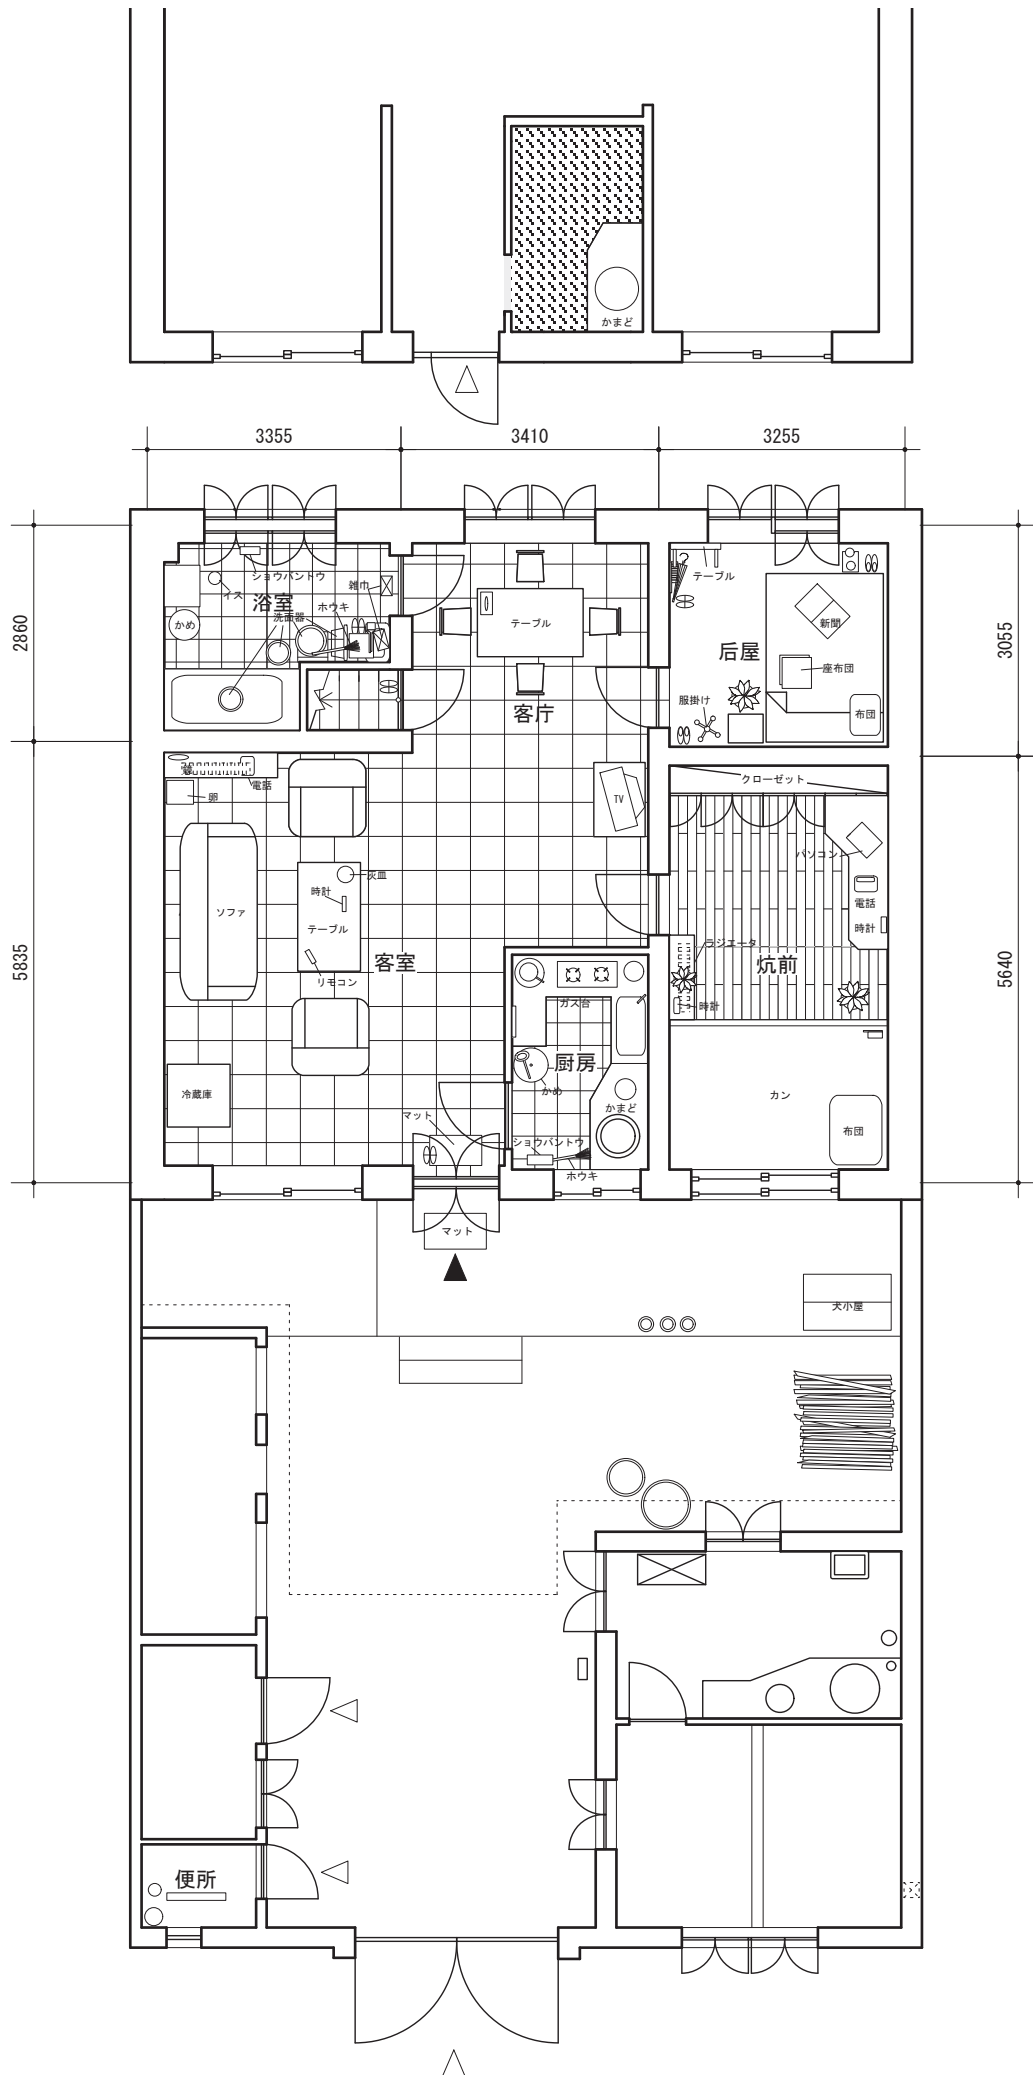 かまど
3355
3410
3255
2860
3055
5835
5640
ショウバントウ
イス
浴室
雑巾
かめ
洗面器
ホウキ
テーブル
客庁
テーブル
新聞
后屋
座布団
服掛け
布団
電話
卵
TV
クローゼット
パソコン
電話
時計
灰皿
時計
ソファ
テーブル
客室
リモコン
ラジエータ
炕前
時計
ガス台
厨房
かめ
かまど
冷蔵庫
マット
ショウバントウ
ホウキ
カン
布団
マット
犬小屋
便所